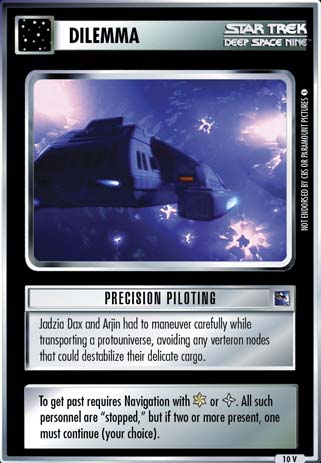 DILEMMA
STAR TREK
DEEP SPACE NINE
NOT ENDORSED BY CBS OR PARAMOUNT PICTURES
PRECISION PILOTING
Jadzia Dax and Arjin had to maneuver carefully while
transporting a protouniverse, avoiding any verteron nodes
that could destabilize their delicate cargo.
To get past requires Navigation with or . All such
personnel are “stopped,” but if two or more present, one
must continue (your choice).
10 V